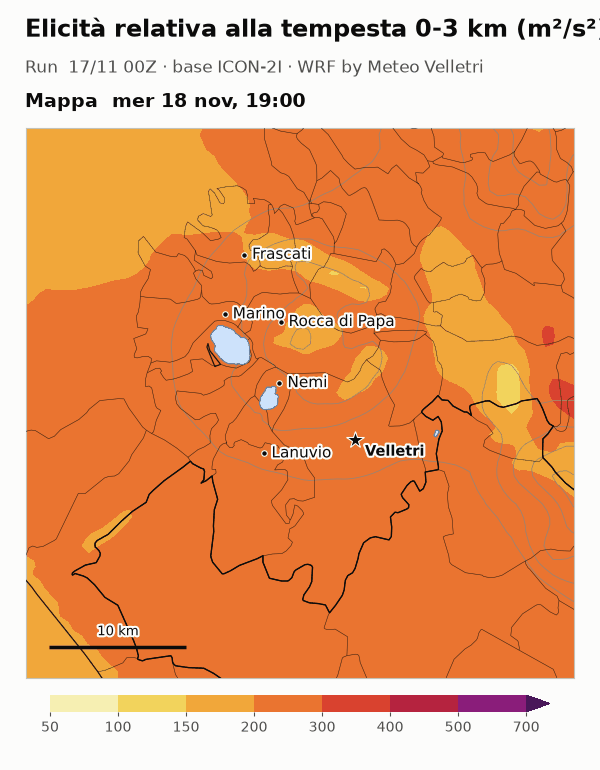 Elicità relativa alla tempesta 0-3 km (m²/s²)
Run  17/11 00Z · base ICON-2I · WRF by Meteo Velletri
Mappa  mer 18 nov, 19:00
Frascati
Marino
Rocca di Papa
Nemi
Velletri
Lanuvio
10 km
50 100 150 200 300 400 500 700